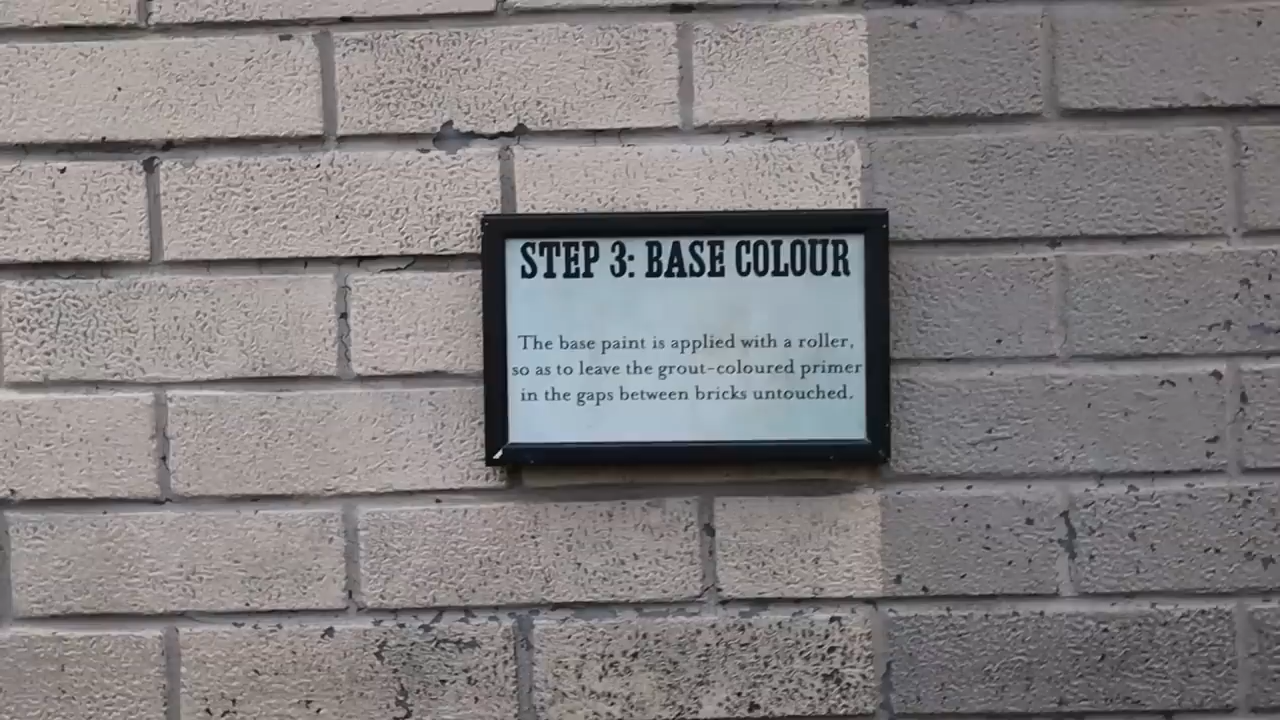 STEP 3: BASE COLOUR
The base paint is applied with a roller,
so as to leave the grout-coloured primer
in the gaps between bricks untouched.